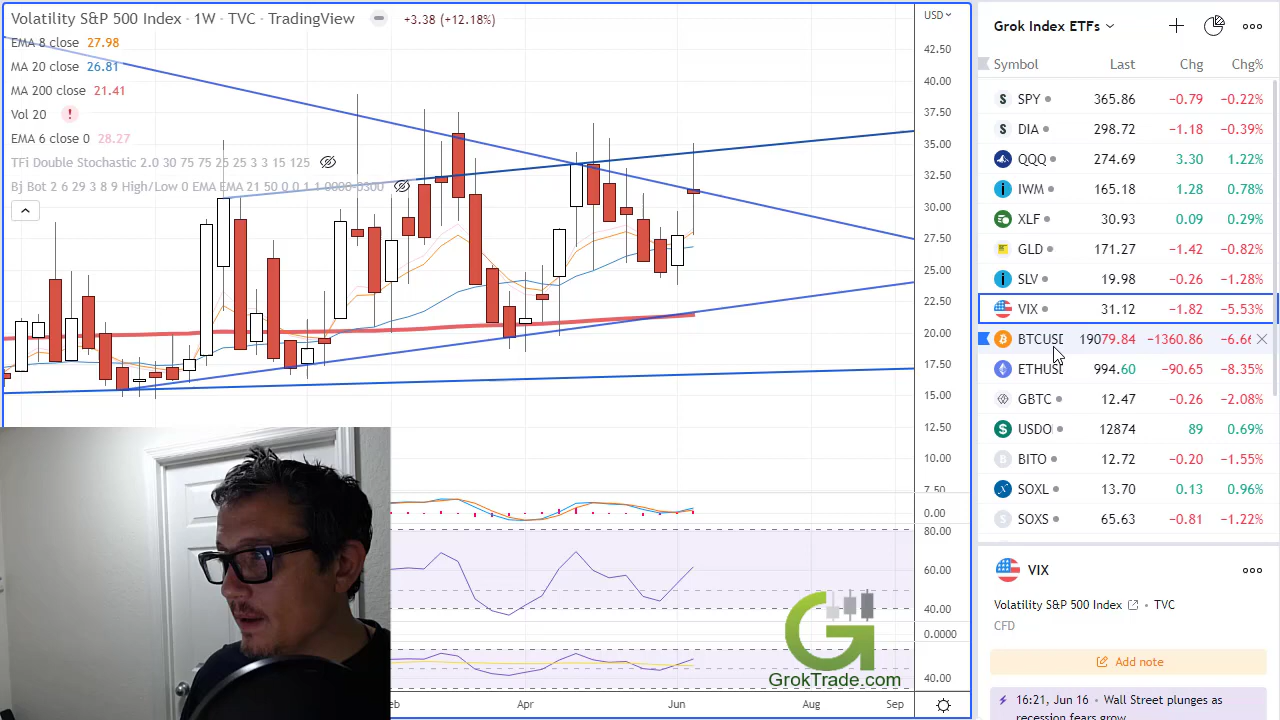 Volatility S&P 500 Index · 1W · TVC · TradingView
+3.38 (+12.18%)
EMA 8 close 27.98
MA 20 close 26.81
MA 200 close 21.41
Vol 20 !
EMA 6 close 0 28.27
TFi Double Stochastic 2.0 30 75 75 25 25 3 3 15 125
Bj Bot 2 6 29 3 8 9 High/Low 0 EMA EMA 21 50 0 0 1 1 0000-0300
USD
42.50
40.00
37.50
35.00
32.50
30.00
27.50
25.00
22.50
20.00
17.50
15.00
12.50
10.00
7.50
0.00
80.00
60.00
40.00
0.0000
40.00
eb Apr Jun Aug Sep
GrokTrade.com
Grok Index ETFs
Symbol Last Chg Chg%
SPY 365.86 −0.79 −0.22%
DIA 298.72 −1.18 −0.39%
QQQ 274.69 3.30 1.22%
IWM 165.18 1.28 0.78%
XLF 30.93 0.09 0.29%
GLD 171.27 −1.42 −0.82%
SLV 19.98 −0.26 −1.28%
VIX 31.12 −1.82 −5.53%
BTCUSD 19079.84 −1360.86 −6.66
ETHUSD 994.60 −90.65 −8.35%
GBTC 12.47 −0.26 −2.08%
USDO 12874 89 0.69%
BITO 12.72 −0.20 −1.55%
SOXL 13.70 0.13 0.96%
SOXS 65.63 −0.81 −1.22%
VIX
Volatility S&P 500 Index · TVC
CFD
Add note
16:21, Jun 16 · Wall Street plunges as
recession fears grow